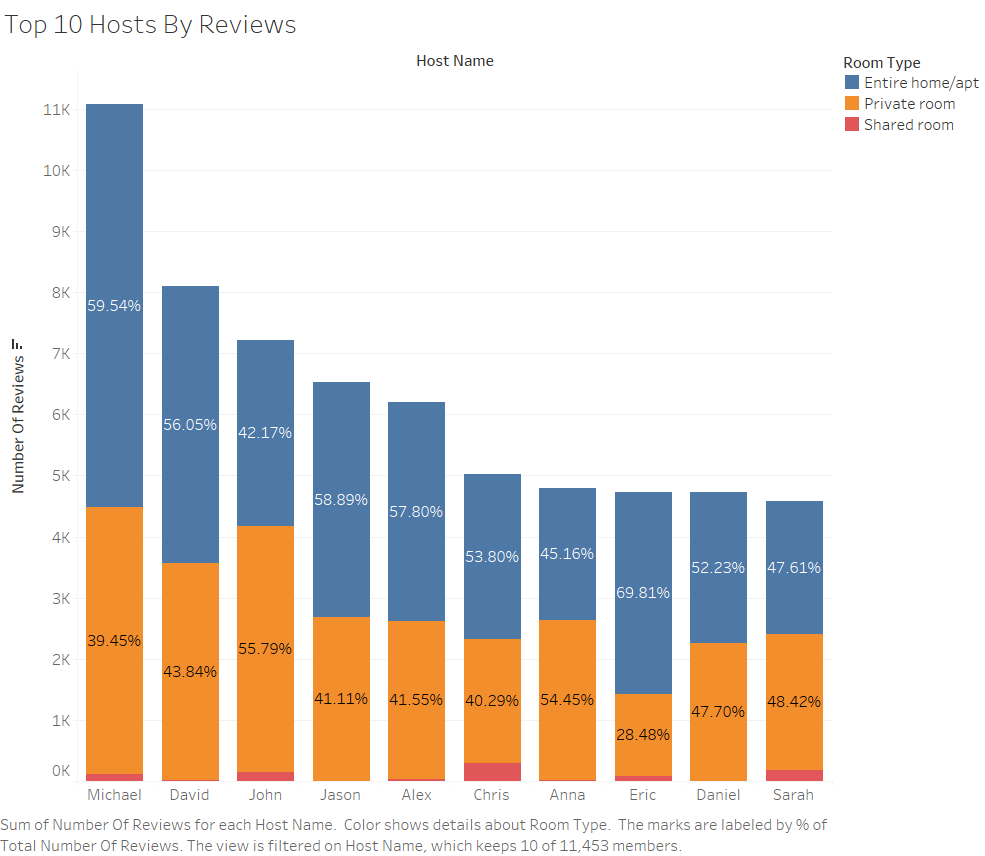 Top 10 Hosts By Reviews
Host Name
Room Type
Entire home/apt
Private room
Shared room
Number Of Reviews
11K
10K
9K
8K
7K
6K
5K
4K
3K
2K
1K
0K
59.54%
39.45%
56.05%
43.84%
42.17%
55.79%
58.89%
41.11%
57.80%
41.55%
53.80%
40.29%
45.16%
54.45%
69.81%
28.48%
52.23%
47.70%
47.61%
48.42%
Michael David John Jason Alex Chris Anna Eric Daniel Sarah
Sum of Number Of Reviews for each Host Name. Color shows details about Room Type. The marks are labeled by % of
Total Number Of Reviews. The view is filtered on Host Name, which keeps 10 of 11,453 members.